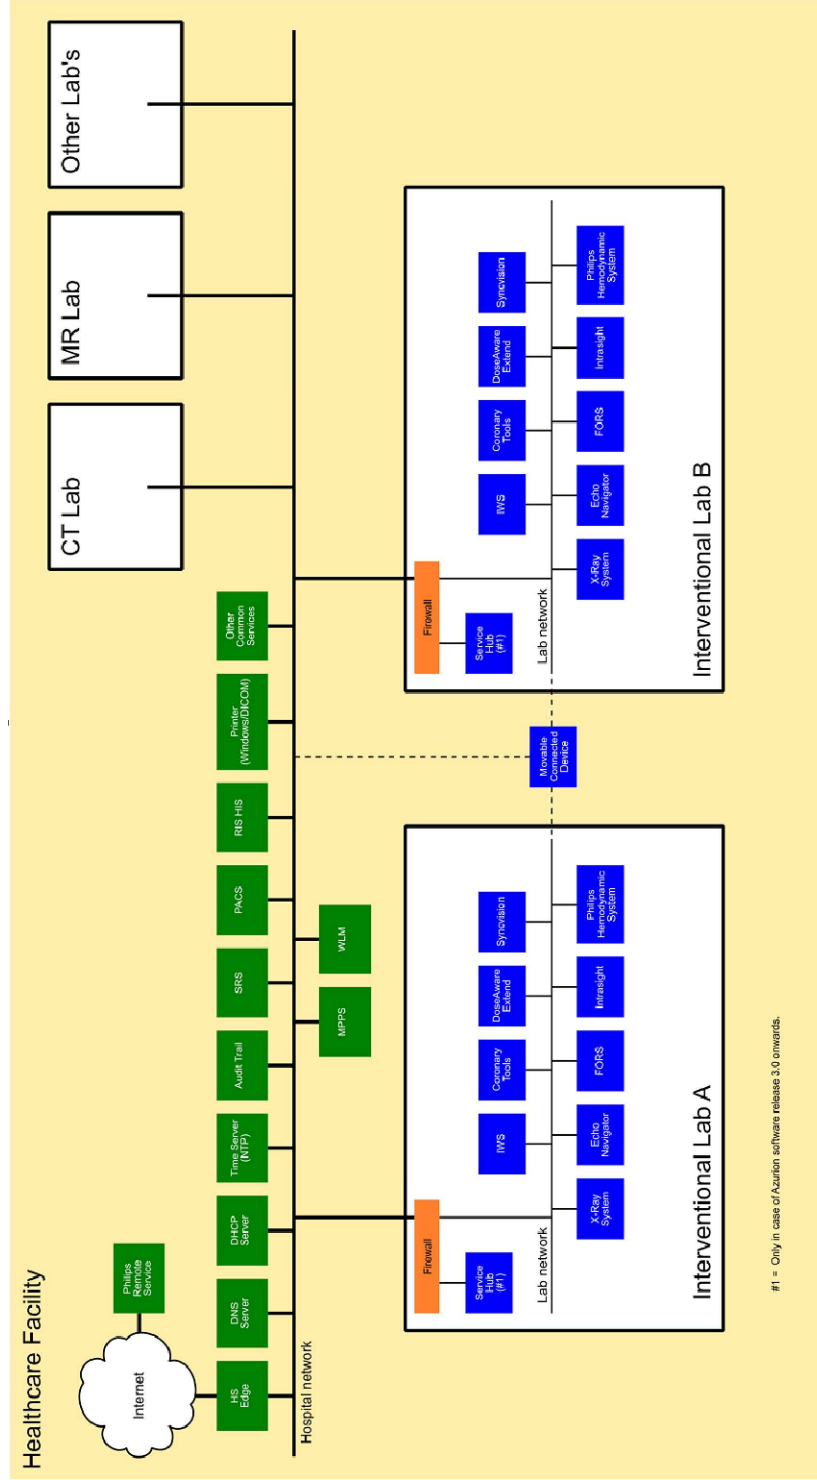 Healthcare Facility
Internet
Philips
Remote
Service
HS
Edge
DNS
Server
DHCP
Server
Time Server
(NTP)
Audit Trail
SRS
PACS
RIS HIS
Printer
(Windows/DICOM)
Other
Common
Services
CT Lab
MR Lab
Other Lab's
Hospital network
MPPS
WLM
Firewall
Service
Hub
(#1)
Lab network
IWS
Coronary
Tools
DoseAware
Extend
Syncvision
X-Ray
System
Echo
Navigator
FORS
Intrasight
Philips
Hemodynamic
System
Interventional Lab A
Movable
Connected
Device
Firewall
Service
Hub
(#1)
Lab network
IWS
Coronary
Tools
DoseAware
Extend
Syncvision
X-Ray
System
Echo
Navigator
FORS
Intrasight
Philips
Hemodynamic
System
Interventional Lab B
#1 = Only in case of Azurion software release 3.0 onwards.